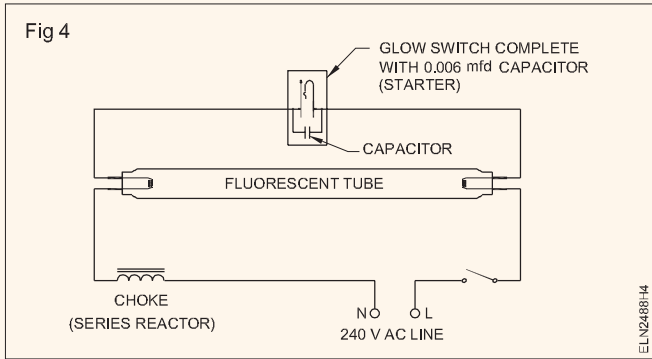 Fig 4
GLOW SWITCH COMPLETE
WITH 0.006 mfd CAPACITOR
(STARTER)
CAPACITOR
FLUORESCENT TUBE
CHOKE
(SERIES REACTOR)
N L
240 V AC LINE
ELN2488H4